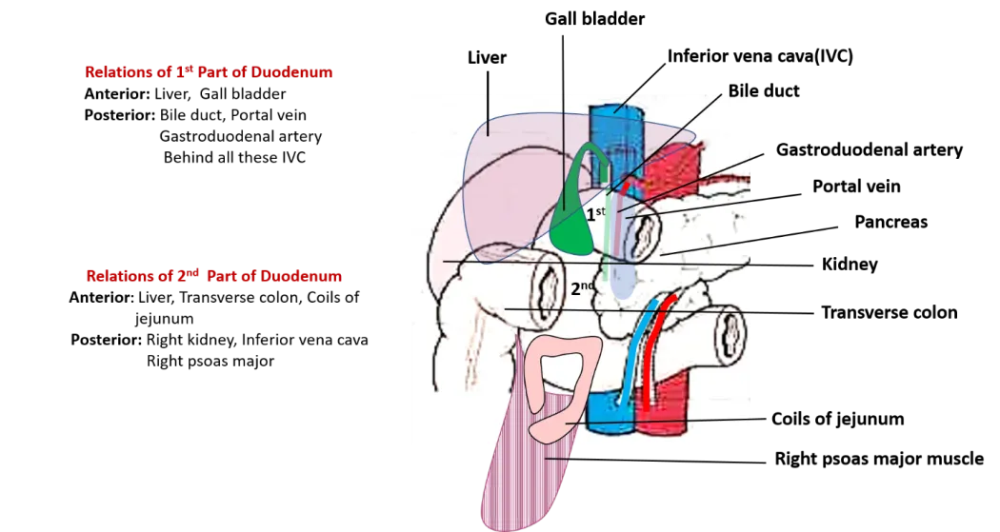 Gall bladder
Liver
Inferior vena cava(IVC)
Bile duct
Gastroduodenal artery
Portal vein
Pancreas
Kidney
Transverse colon
Coils of jejunum
Right psoas major muscle
1st
2nd
Relations of 1st Part of Duodenum
Anterior: Liver, Gall bladder
Posterior: Bile duct, Portal vein
Gastroduodenal artery
Behind all these IVC
Relations of 2nd Part of Duodenum
Anterior: Liver, Transverse colon, Coils of
jejunum
Posterior: Right kidney, Inferior vena cava
Right psoas major